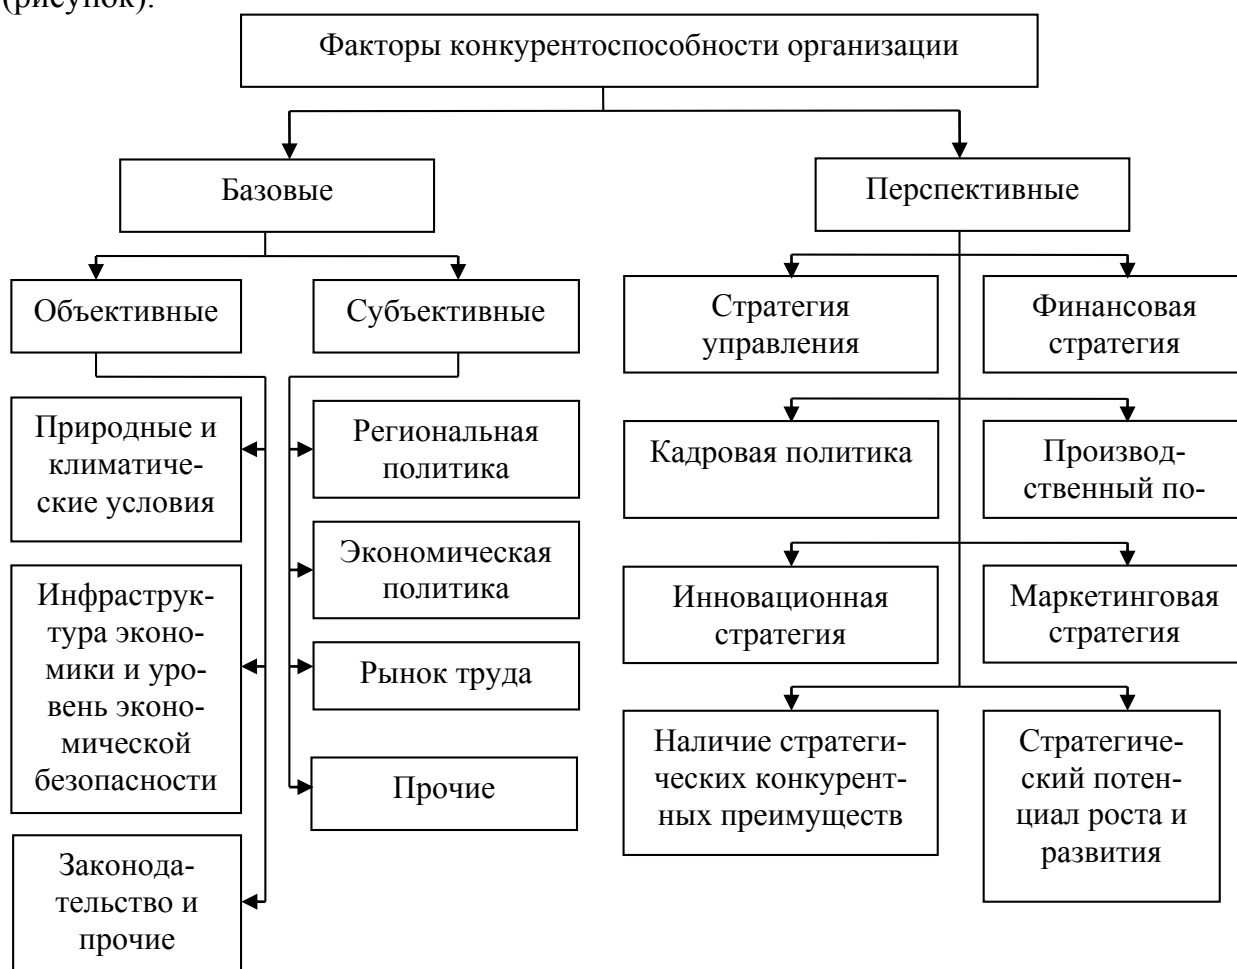 (рисунок).
Факторы конкурентоспособности организации
Базовые
Перспективные
Объективные
Субъективные
Природные и
климатиче-
ские условия
Инфраструк-
тура эконо-
мики и уро-
вень эконо-
мической
безопасности
Законода-
тельство и
прочие
Региональная
политика
Экономическая
политика
Рынок труда
Прочие
Стратегия
управления
Финансовая
стратегия
Кадровая политика
Производ-
ственный по-
Инновационная
стратегия
Маркетинговая
стратегия
Наличие стратеги-
ческих конкурент-
ных преимуществ
Стратегиче-
ский потен-
циал роста и
развития